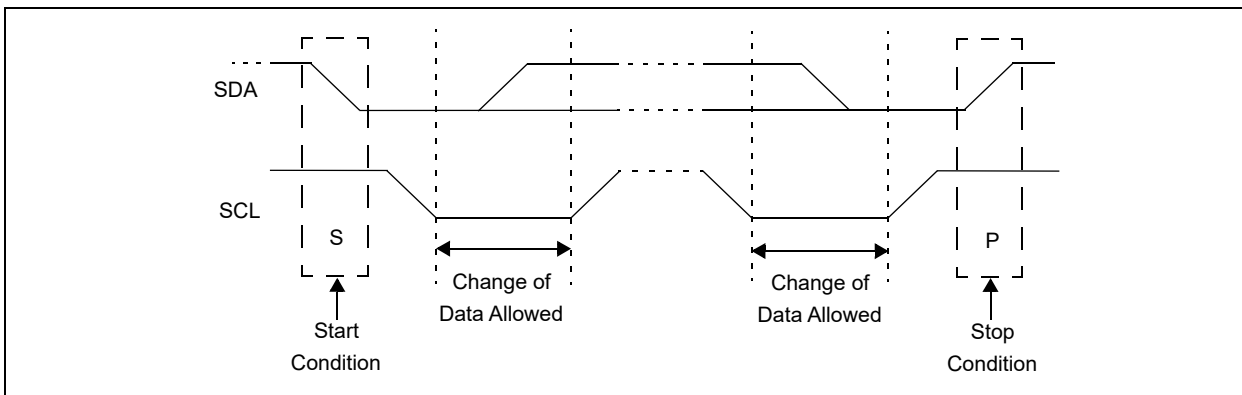 SDA
SCL
S
P
Change of
Data Allowed
Change of
Data Allowed
Start
Condition
Stop
Condition